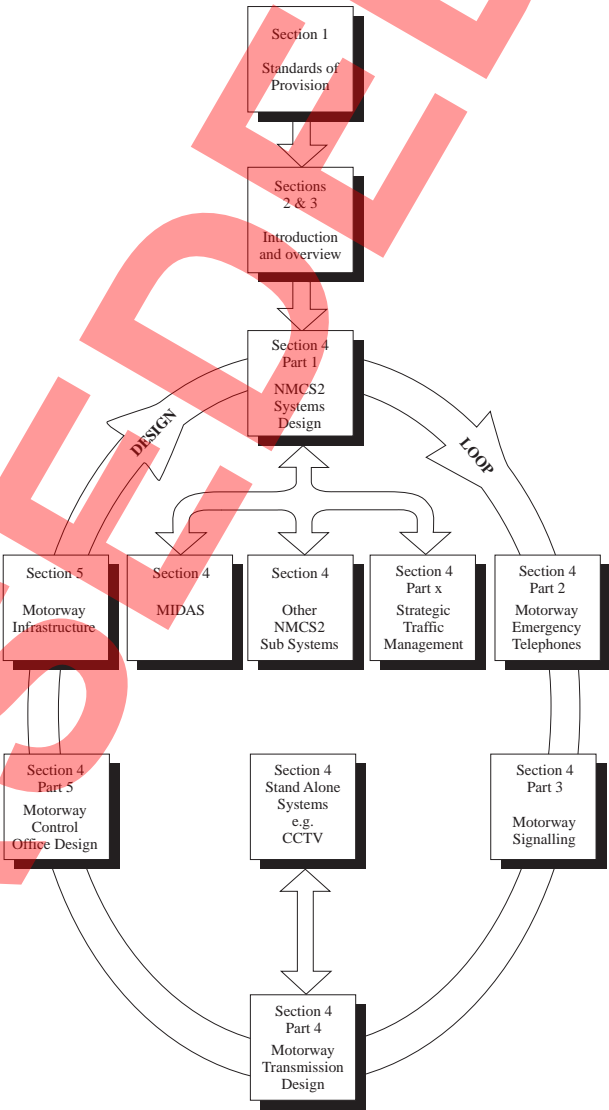 Section 1
Standards of
Provision
Sections
2 & 3
Introduction
and overview
Section 4
Part 1
NMCS2
Systems
Design
DESIGN
LOOP
Section 5
Motorway
Infrastructure
Section 4
MIDAS
Section 4
Other
NMCS2
Sub Systems
Section 4
Part x
Strategic
Traffic
Management
Section 4
Part 2
Motorway
Emergency
Telephones
Section 4
Part 5
Motorway
Control
Office Design
Section 4
Stand Alone
Systems
e.g.
CCTV
Section 4
Part 3
Motorway
Signalling
Section 4
Part 4
Motorway
Transmission
Design